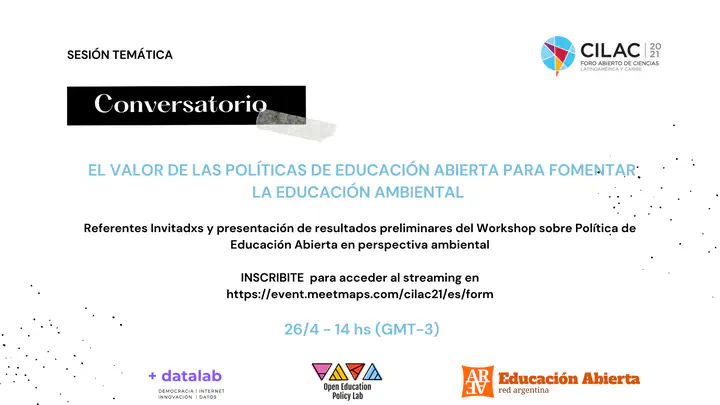 SESIÓN TEMÁTICA
CILAC 20 21
FORO ABIERTO DE CIENCIAS
LATINOAMÉRICA Y CARIBE
Conversatorio
EL VALOR DE LAS POLÍTICAS DE EDUCACIÓN ABIERTA PARA FOMENTAR
LA EDUCACIÓN AMBIENTAL
Referentes Invitadxs y presentación de resultados preliminares del Workshop sobre Política de
Educación Abierta en perspectiva ambiental
INSCRIBITE para acceder al streaming en
https://event.meetmaps.com/cilac21/es/form
26/4 - 14 hs (GMT-3)
+ datalab
DEMOCRACIA | INTERNET
INNOVACIÓN | DATOS
Open Education
Policy Lab
AR
AE
Educación Abierta
red argentina